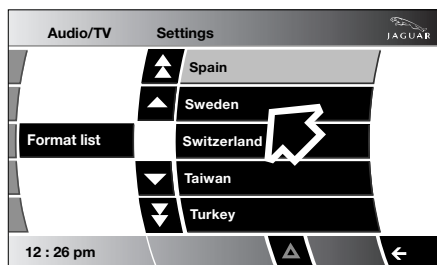 Audio/TV Settings
JAGUAR
Spain
Sweden
Format list Switzerland
Taiwan
Turkey
12 : 26 pm